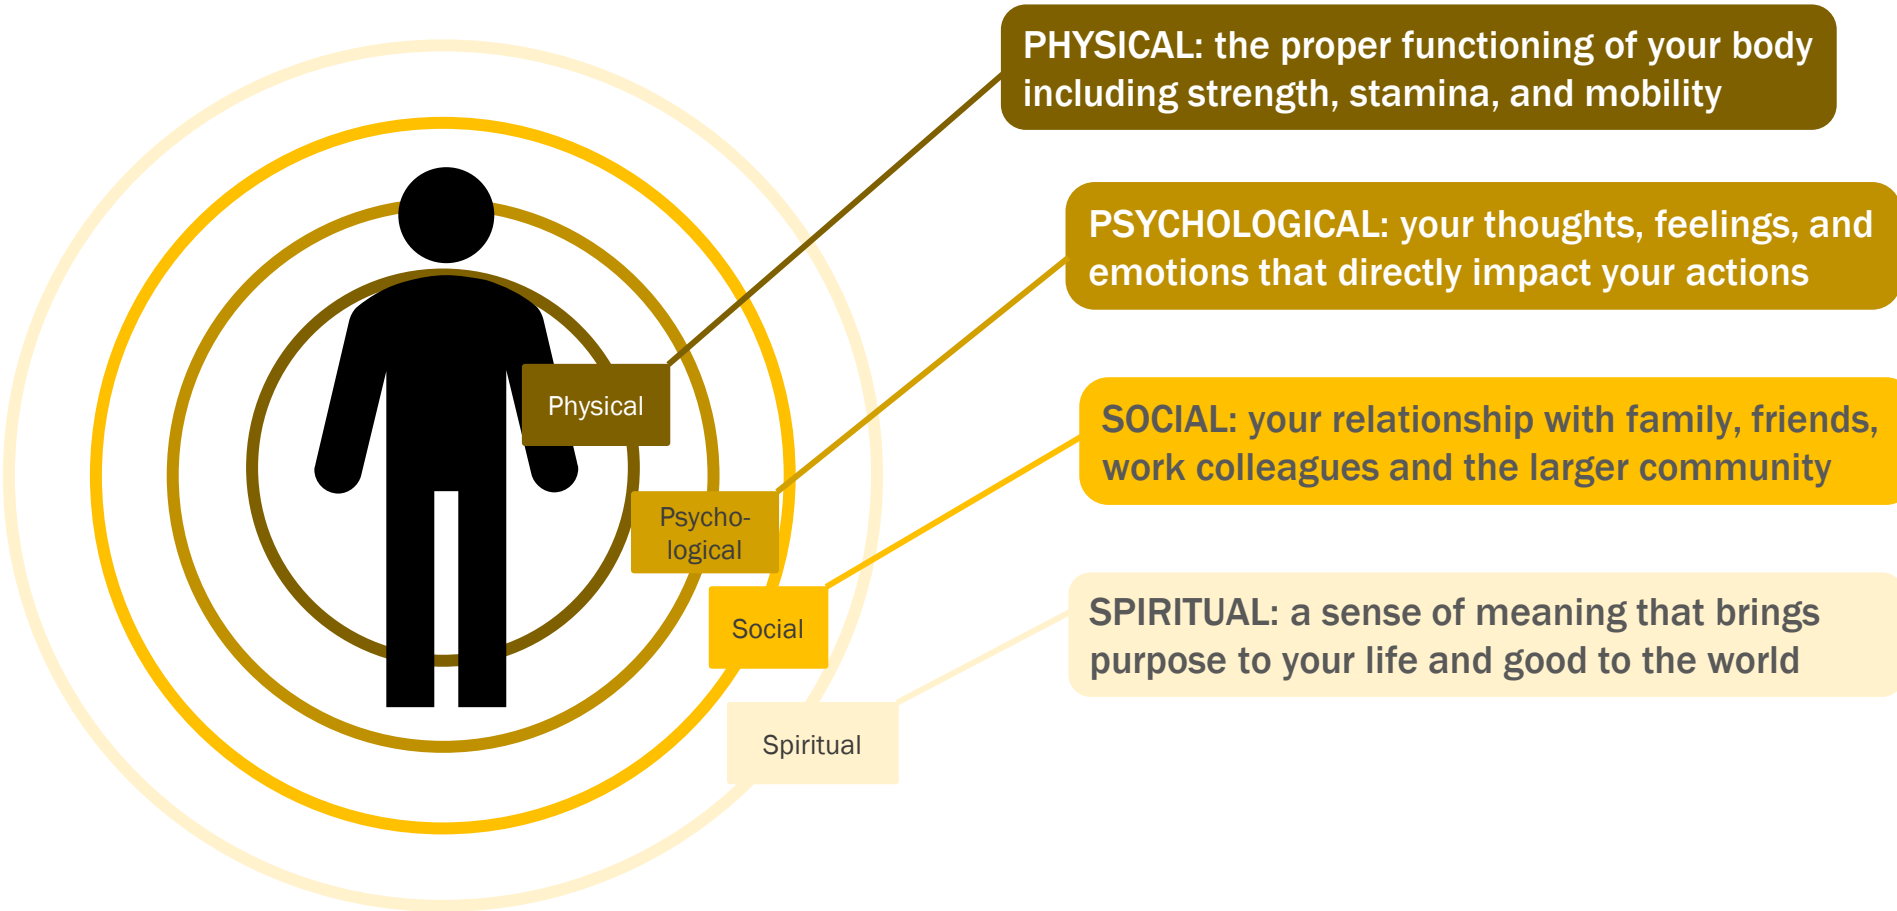 PHYSICAL: the proper functioning of your body
including strength, stamina, and mobility
PSYCHOLOGICAL: your thoughts, feelings, and
emotions that directly impact your actions
SOCIAL: your relationship with family, friends,
work colleagues and the larger community
SPIRITUAL: a sense of meaning that brings
purpose to your life and good to the world
Physical
Psycho-
logical
Social
Spiritual